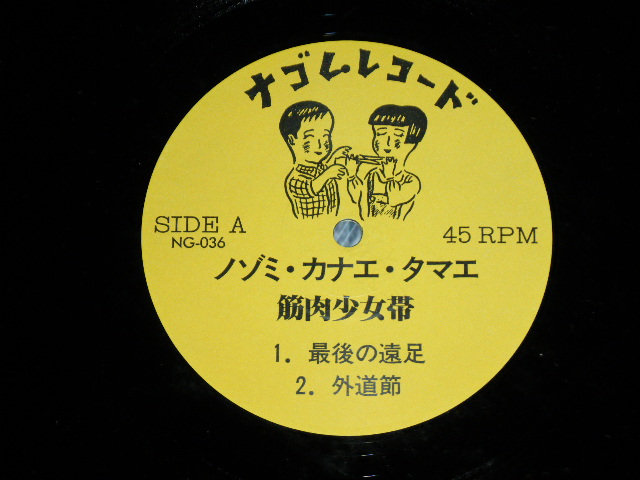 ナゴムレコード
SIDE A
NG-036
45 RPM
ノゾミ・カナエ・タマエ
筋肉少女帯
1. 最後の遠足
2. 外道節